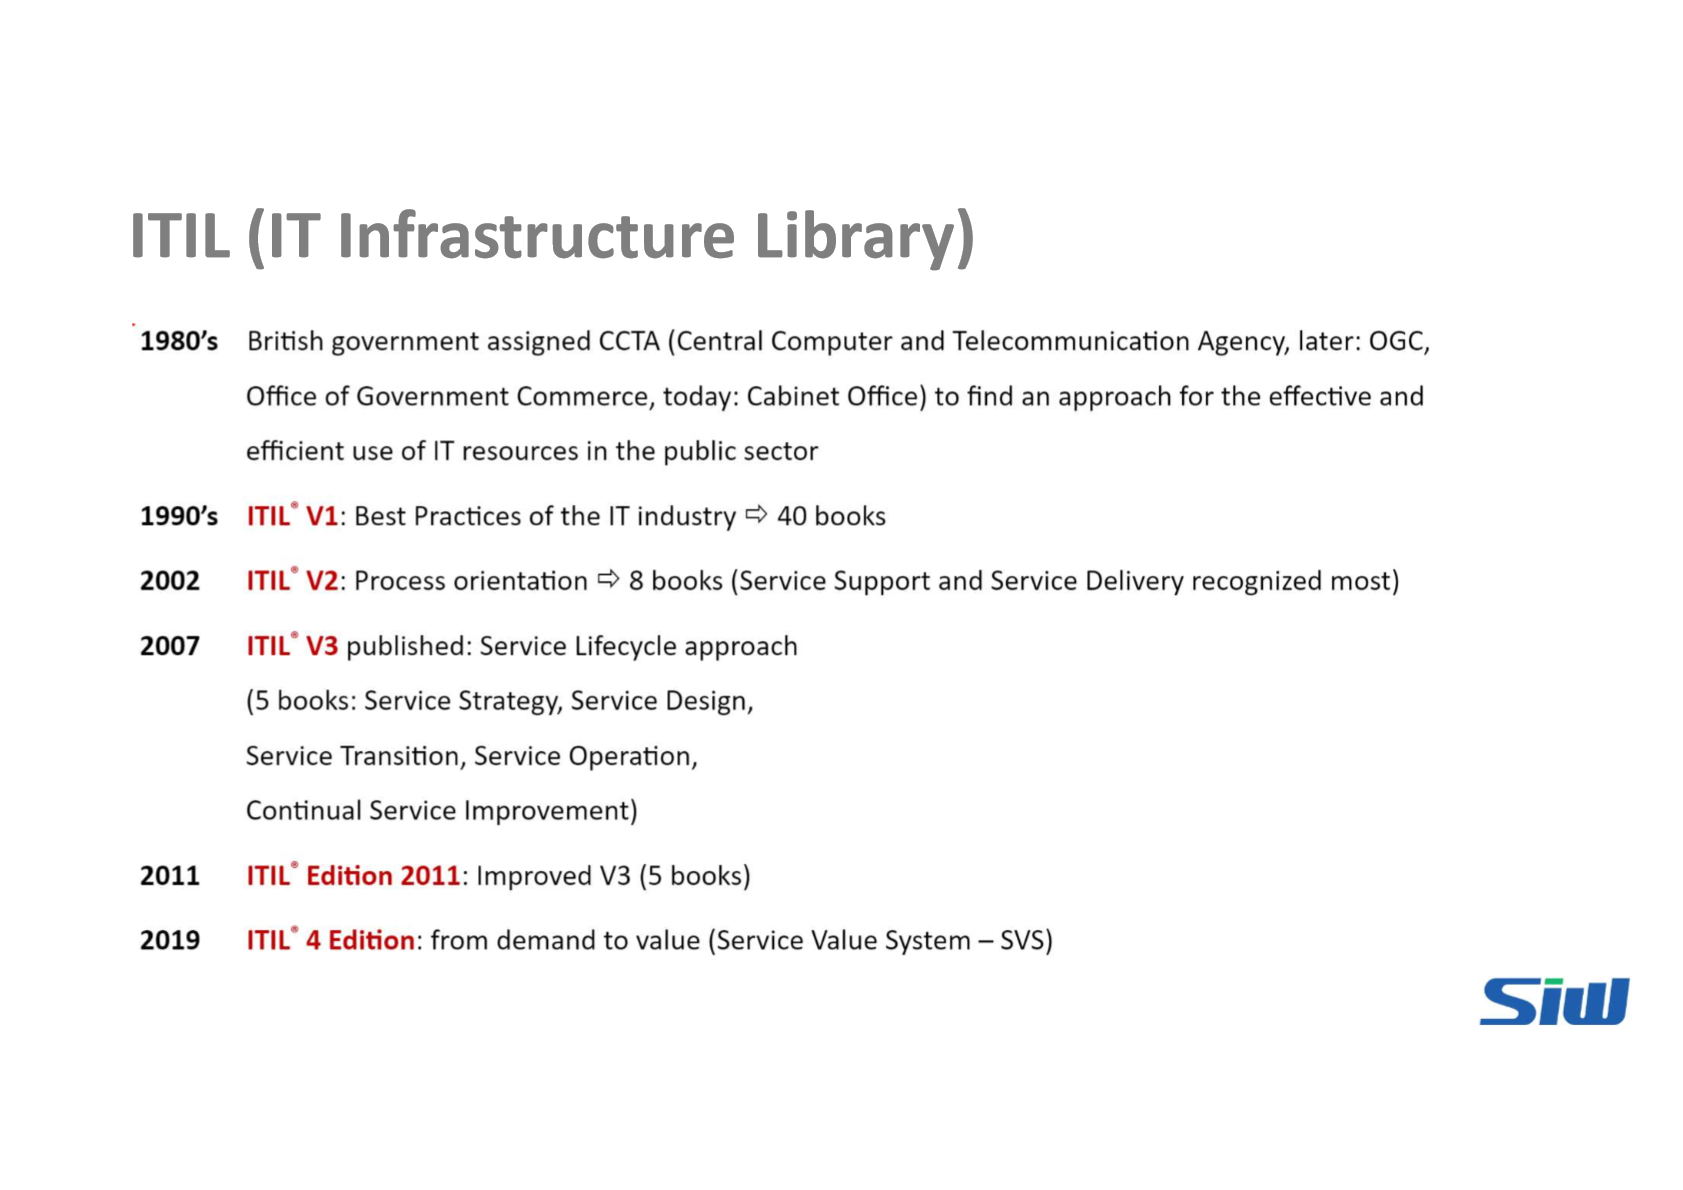 ITIL (IT Infrastructure Library)
1980’s British government assigned CCTA (Central Computer and Telecommunication Agency, later: OGC,
Office of Government Commerce, today: Cabinet Office) to find an approach for the effective and
efficient use of IT resources in the public sector
1990’s ITIL® V1: Best Practices of the IT industry ⇨ 40 books
2002 ITIL® V2: Process orientation ⇨ 8 books (Service Support and Service Delivery recognized most)
2007 ITIL® V3 published: Service Lifecycle approach
(5 books: Service Strategy, Service Design,
Service Transition, Service Operation,
Continual Service Improvement)
2011 ITIL® Edition 2011: Improved V3 (5 books)
2019 ITIL® 4 Edition: from demand to value (Service Value System – SVS)
Siw